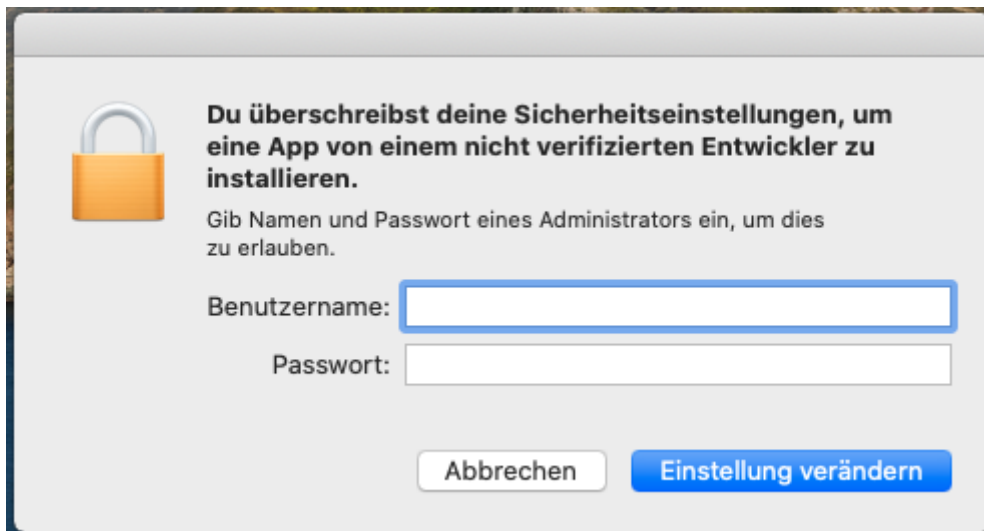 Du überschreibst deine Sicherheitseinstellungen, um
eine App von einem nicht verifizierten Entwickler zu
installieren.
Gib Namen und Passwort eines Administrators ein, um dies
zu erlauben.
Benutzername:
Passwort:
Abbrechen
Einstellung verändern